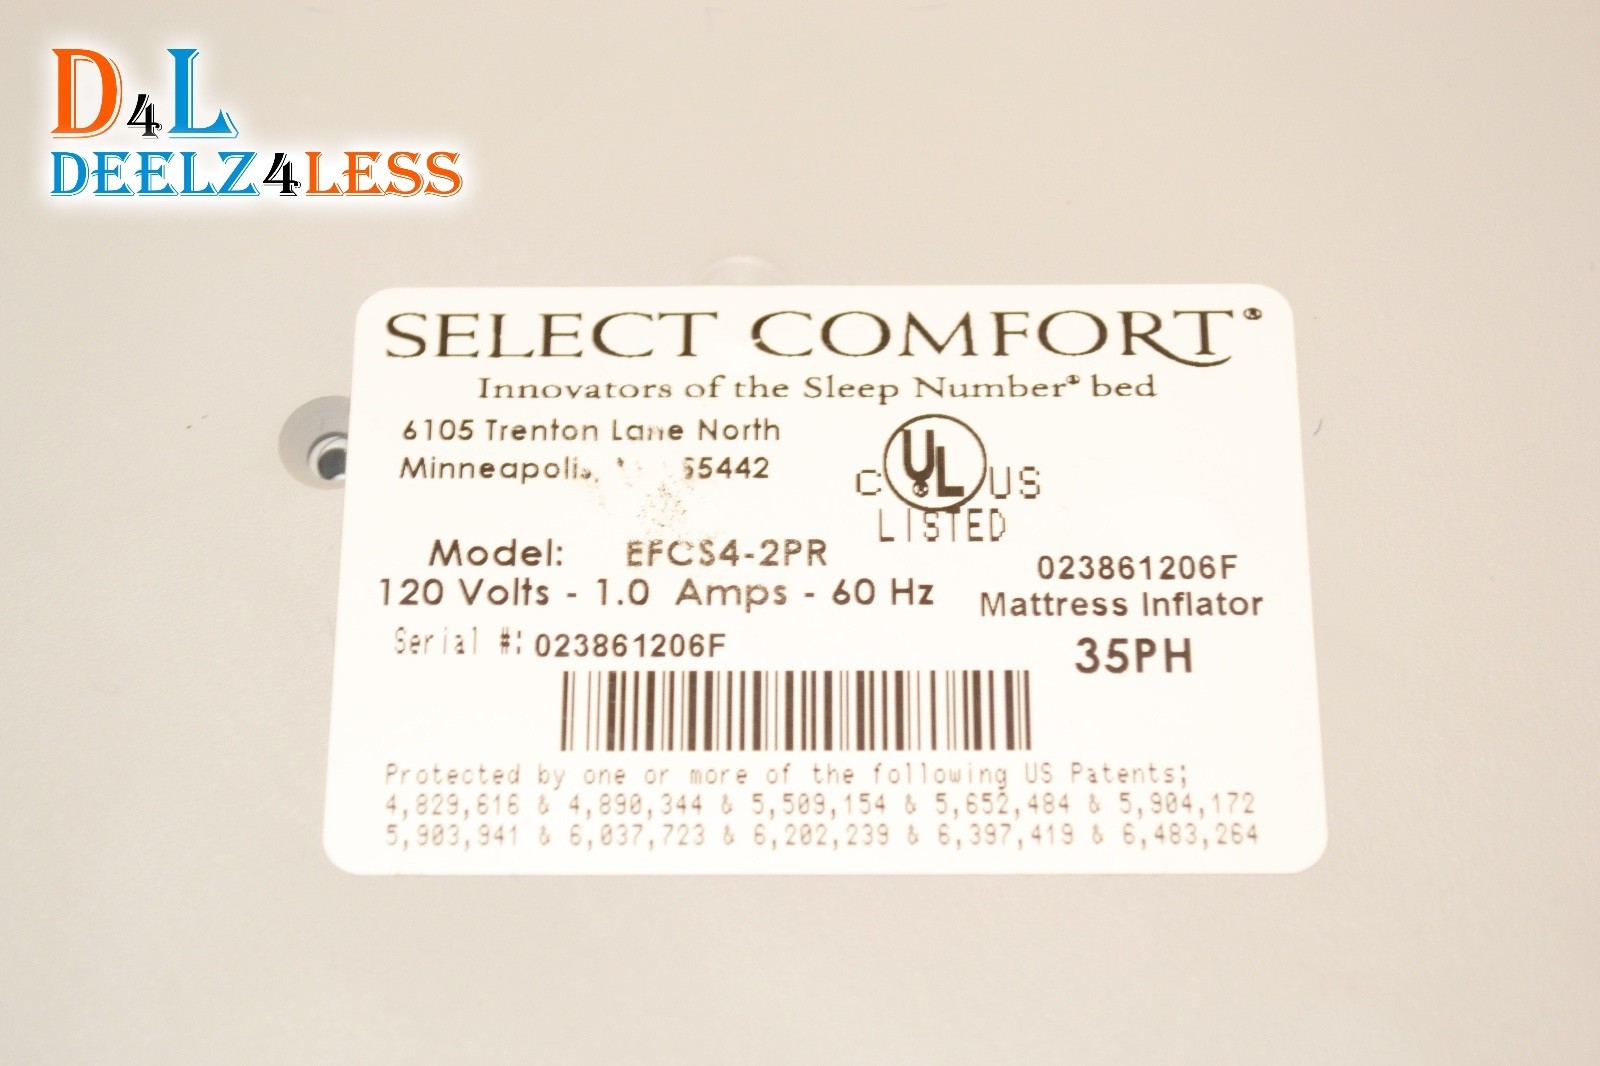 D4L
DEELZ4LESS
SELECT COMFORT®
Innovators of the Sleep Number® bed
6105 Trenton Lane North
Minneapolis, 55442
C UL US
LISTED
Model: EFCS4-2PR
023861206F
120 Volts - 1.0 Amps - 60 Hz
Mattress Inflator
Serial #: 023861206F
35PH
Protected by one or more of the following US Patents;
4,829,616 & 4,890,344 & 5,509,154 & 5,652,484 & 5,904,172
5,903,941 & 6,037,723 & 6,202,239 & 6,397,419 & 6,483,264